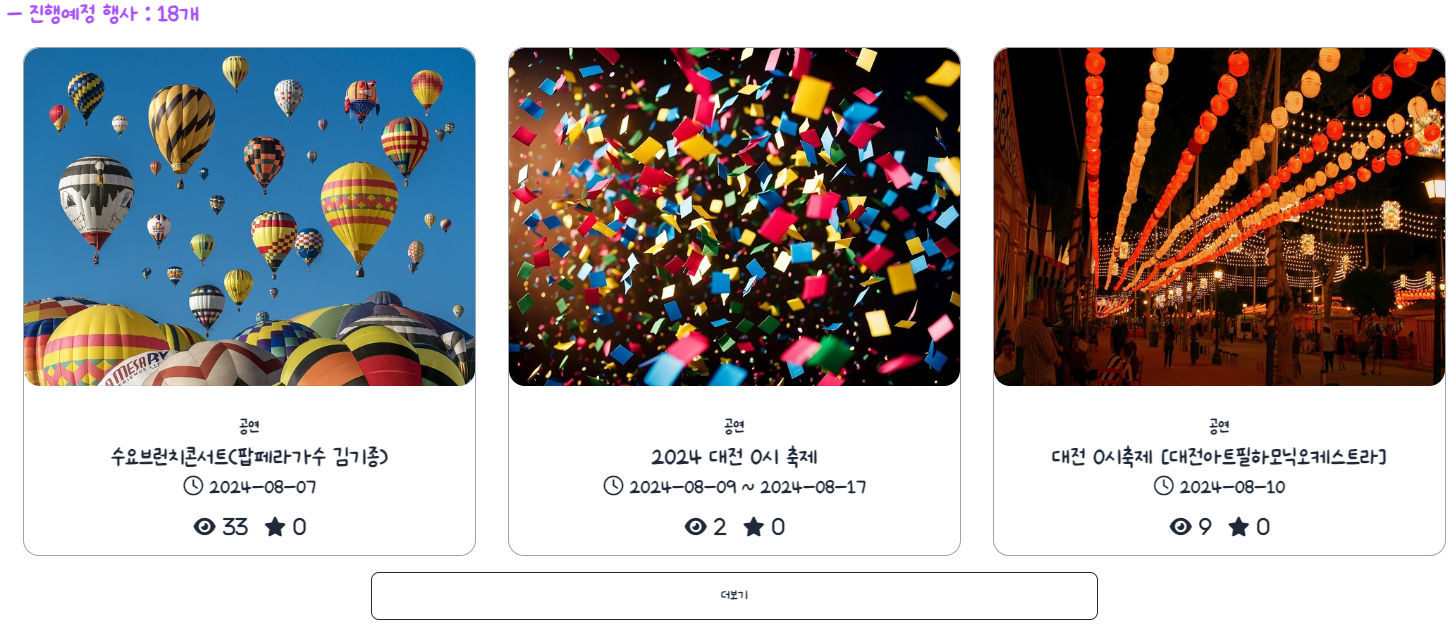 - 진행예정 행사 : 18개
AMESARV
공연
수요브런치콘서트(팝페라가수 김기종)
2024-08-07
33 0
공연
2024 대전 0시 축제
2024-08-09 ~ 2024-08-17
2 0
공연
대전 0시축제 [대전아트필하모닉오케스트라]
2024-08-10
9 0
더보기